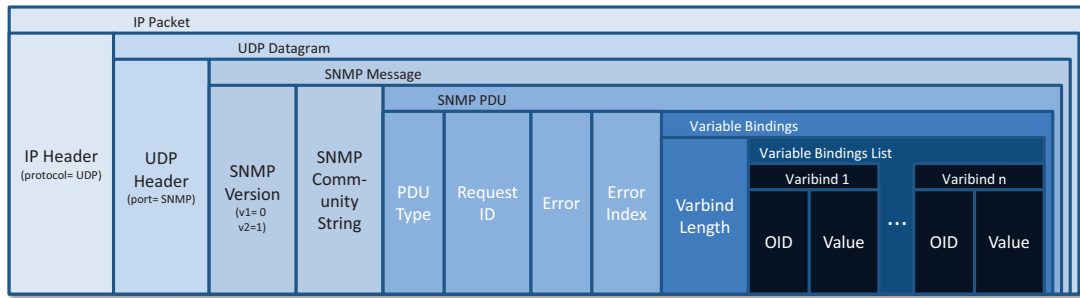 IP Packet
UDP Datagram
SNMP Message
SNMP PDU
Variable Bindings
Variable Bindings List
Varibind 1
Varibind n
IP Header
(protocol= UDP)
UDP
Header
(port= SNMP)
SNMP
Version
(v1= 0
v2=1)
SNMP
Comm-
unity
String
PDU
Type
Request
ID
Error
Error
Index
Varbind
Length
OID
Value
...
OID
Value